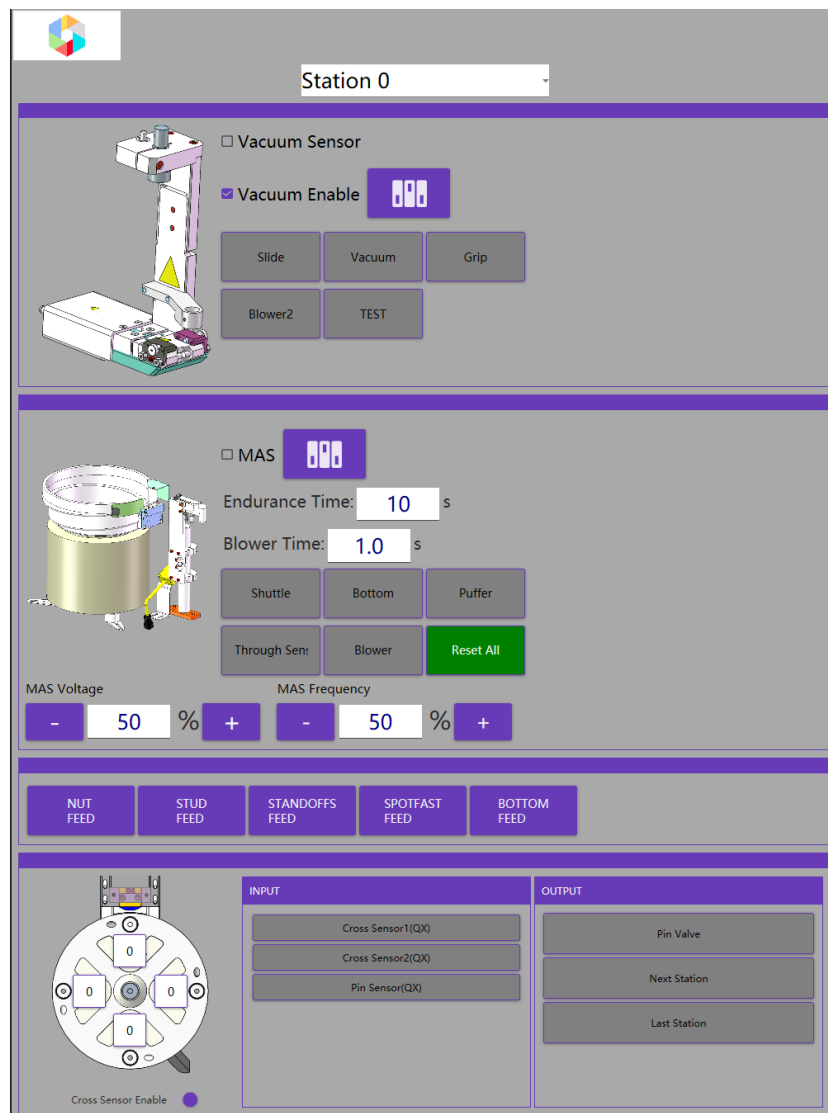 Station 0
Vacuum Sensor
Vacuum Enable
Slide
Vacuum
Grip
Blower2
TEST
MAS
Endurance Time: 10 s
Blower Time: 1.0 s
Shuttle
Bottom
Puffer
Through Sens
Blower
Reset All
MAS Voltage
MAS Frequency
- 50 % +
- 50 % +
NUT
FEED
STUD
FEED
STANDOFFS
FEED
SPOTFAST
FEED
BOTTOM
FEED
0
0
0
0
Cross Sensor Enable
INPUT
Cross Sensor1(QX)
Cross Sensor2(QX)
Pin Sensor(QX)
OUTPUT
Pin Valve
Next Station
Last Station